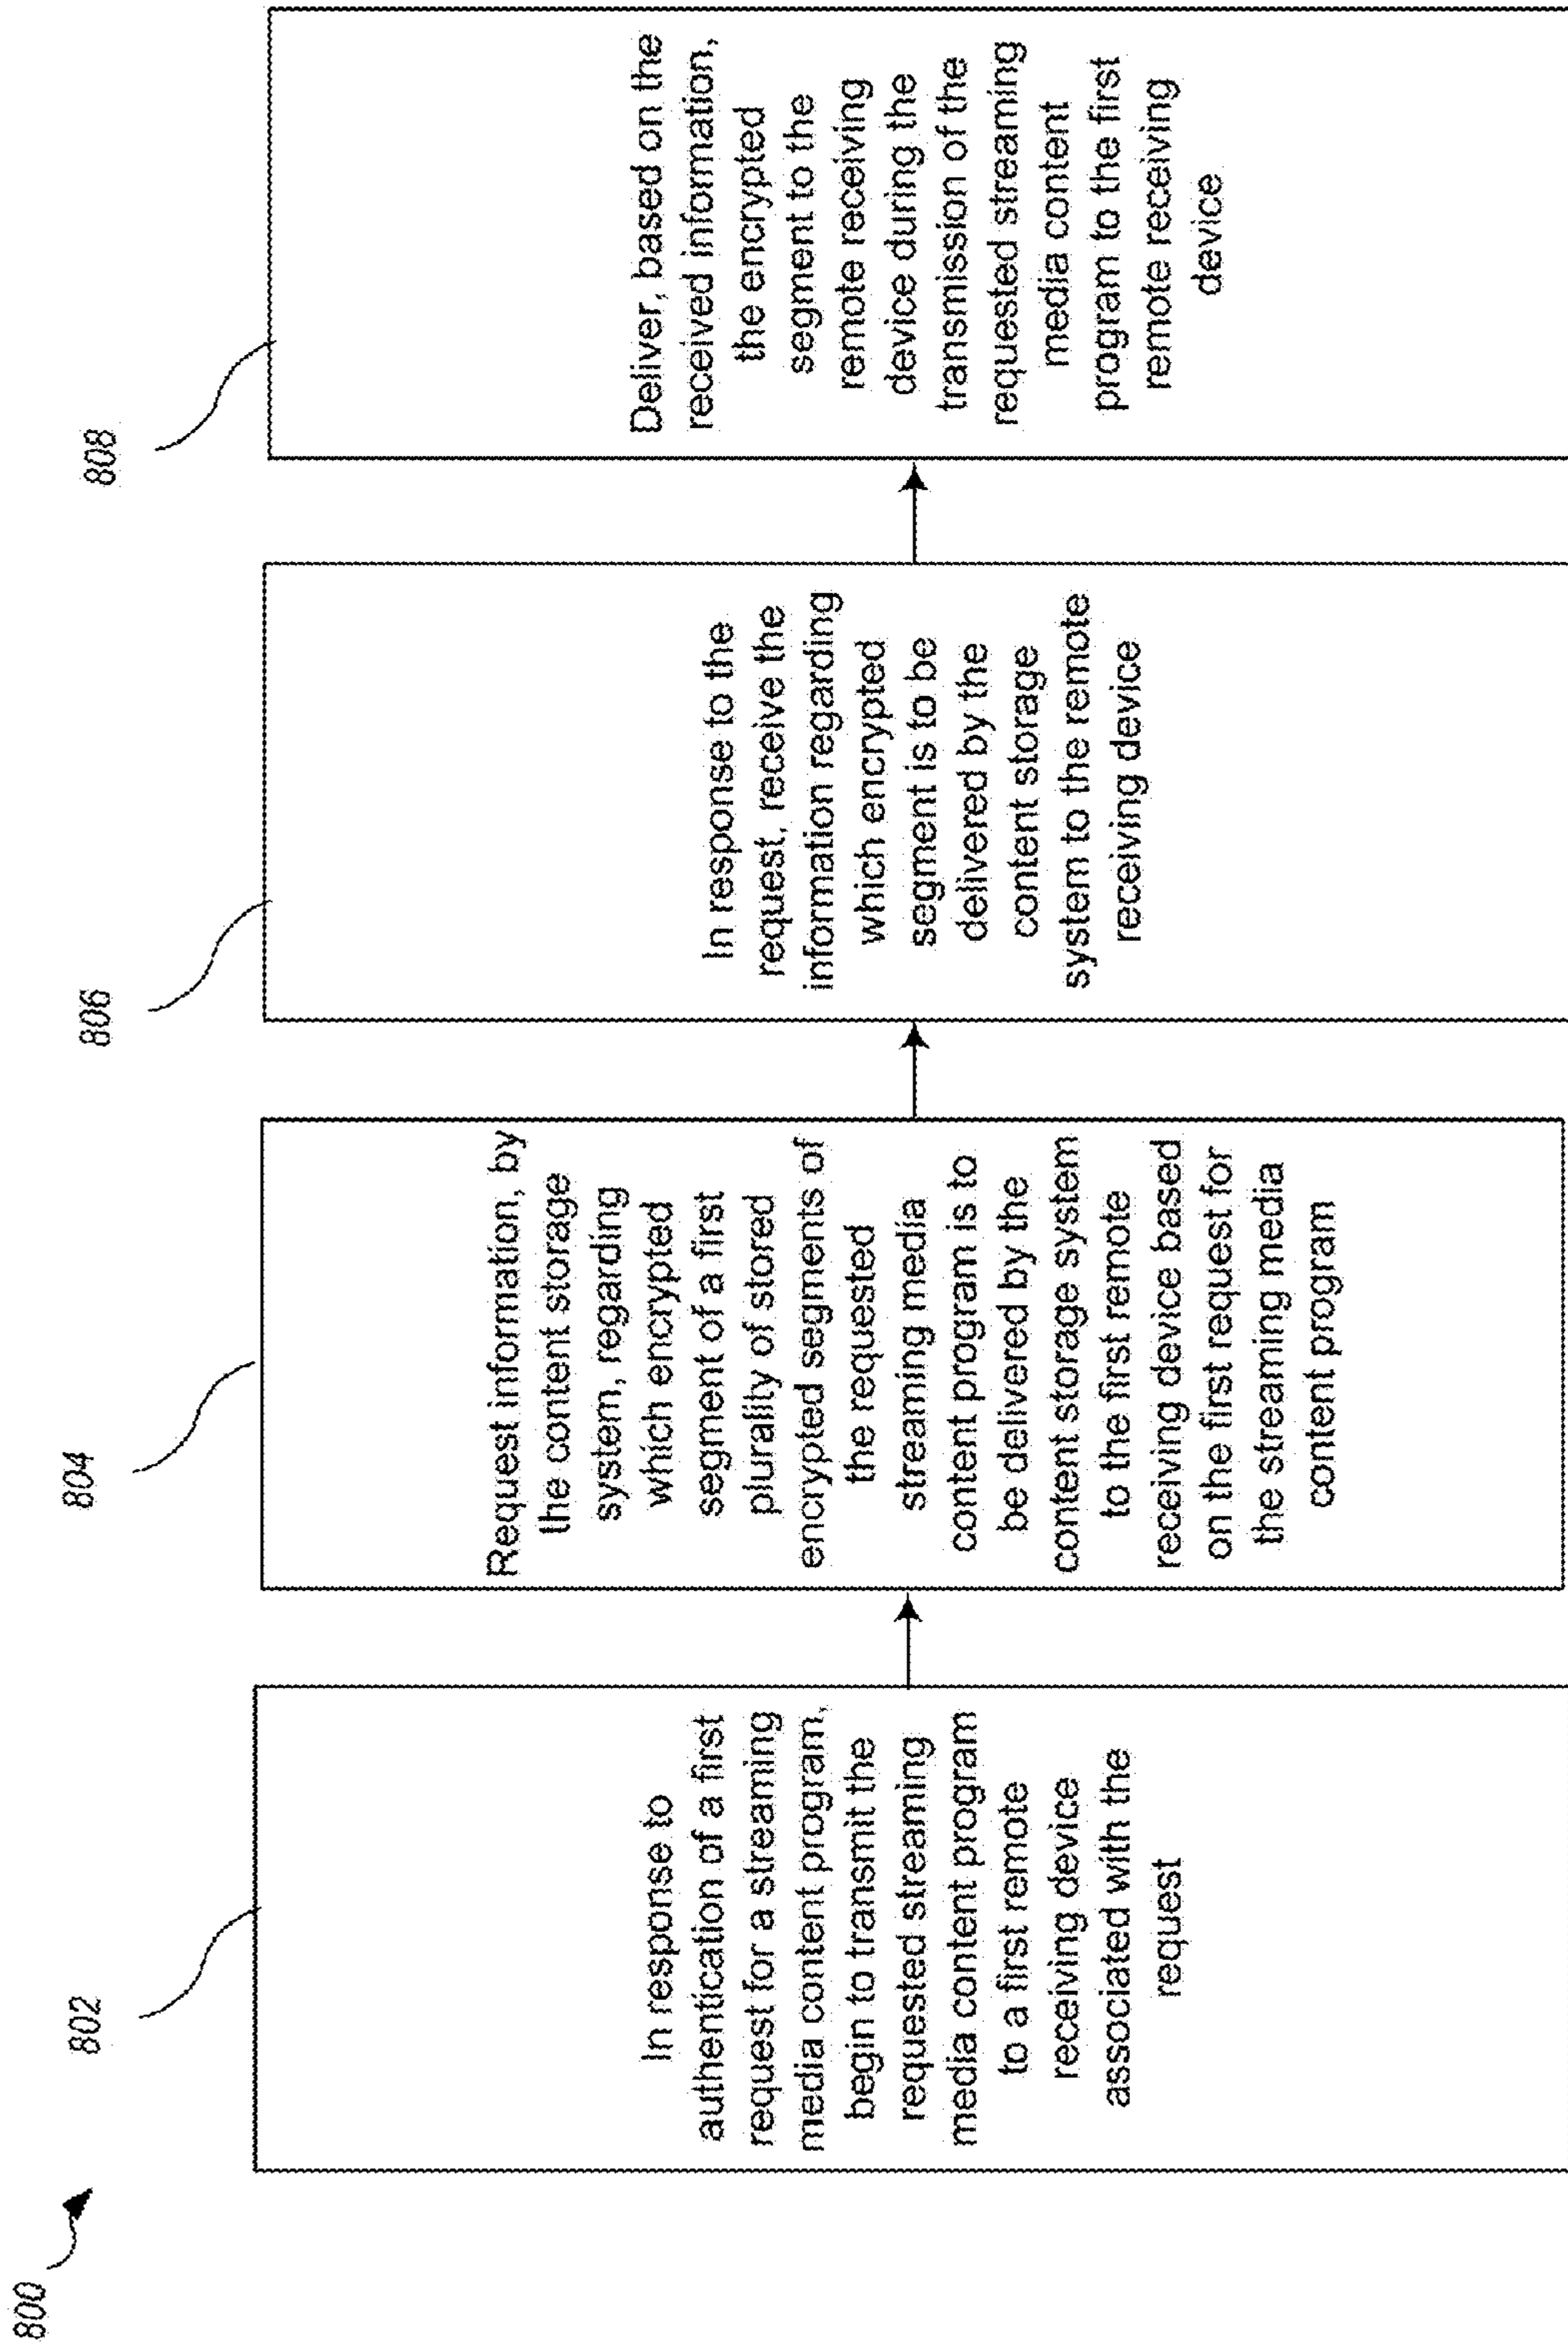 800
802
In response to
authentication of a first
request for a streaming
media content program,
begin to transmit the
requested streaming
media content program
to a first remote
receiving device
associated with the
request
804
Request information, by
the content storage
system, regarding
which encrypted
segment of a first
plurality of stored
encrypted segments of
the requested
streaming media
content program is to
be delivered by the
content storage system
to the first remote
receiving device based
on the first request for
the streaming media
content program
806
In response to the
request, receive the
information regarding
which encrypted
segment is to be
delivered by the
content storage
system to the remote
receiving device
808
Deliver, based on the
received information,
the encrypted
segment to the
remote receiving
device during the
transmission of the
requested streaming
media content
program to the first
remote receiving
device